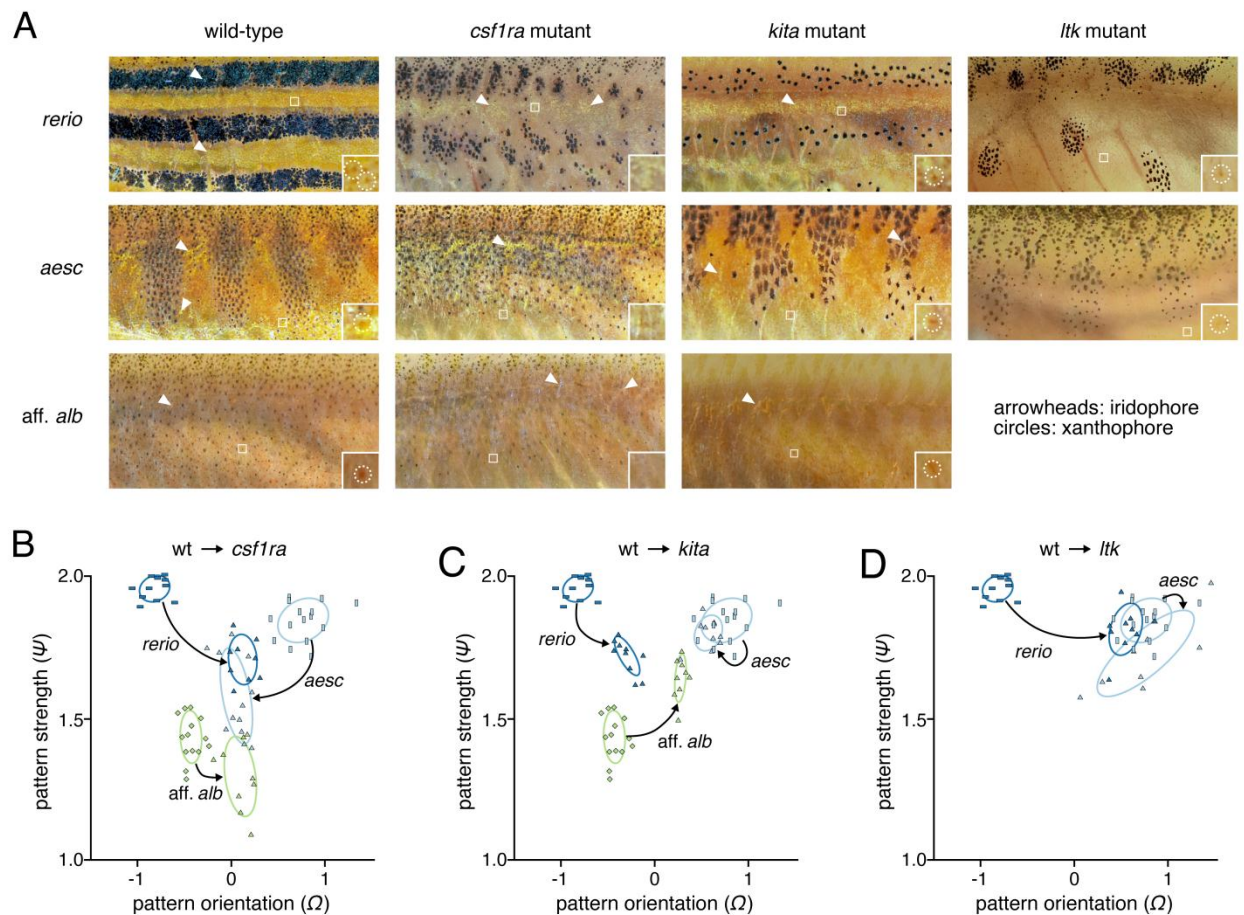 A
wild-type
csf1ra mutant
kita mutant
ltk mutant
rerio
aesc
aff. alb
arrowheads: iridophore
circles: xanthophore
B
wt → csf1ra
2.0
1.5
1.0
-1
0
1
pattern strength (Ψ)
pattern orientation (Ω)
rerio
aesc
aff. alb
C
wt → kita
2.0
1.5
1.0
-1
0
1
pattern strength (Ψ)
pattern orientation (Ω)
rerio
aesc
aff. alb
D
wt → ltk
2.0
1.5
1.0
-1
0
1
pattern strength (Ψ)
pattern orientation (Ω)
rerio
aesc